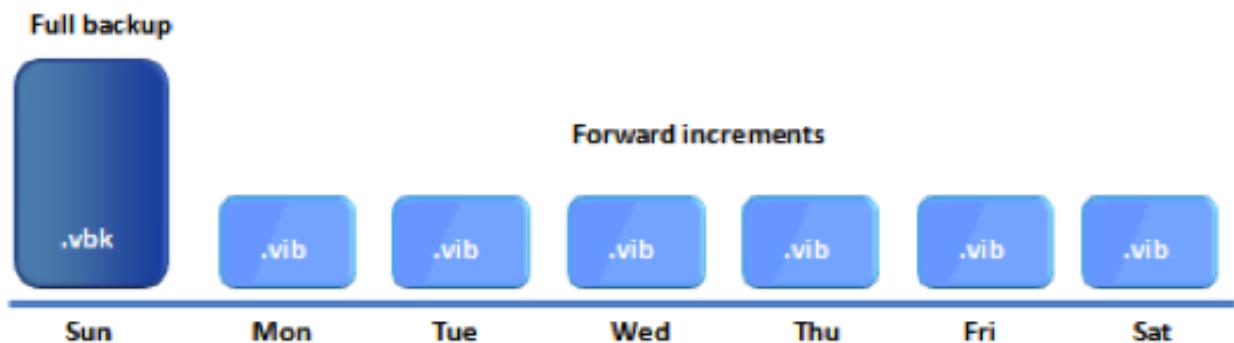 Full backup
Forward increments
.vbk .vib .vib .vib .vib .vib .vib
Sun Mon Tue Wed Thu Fri Sat